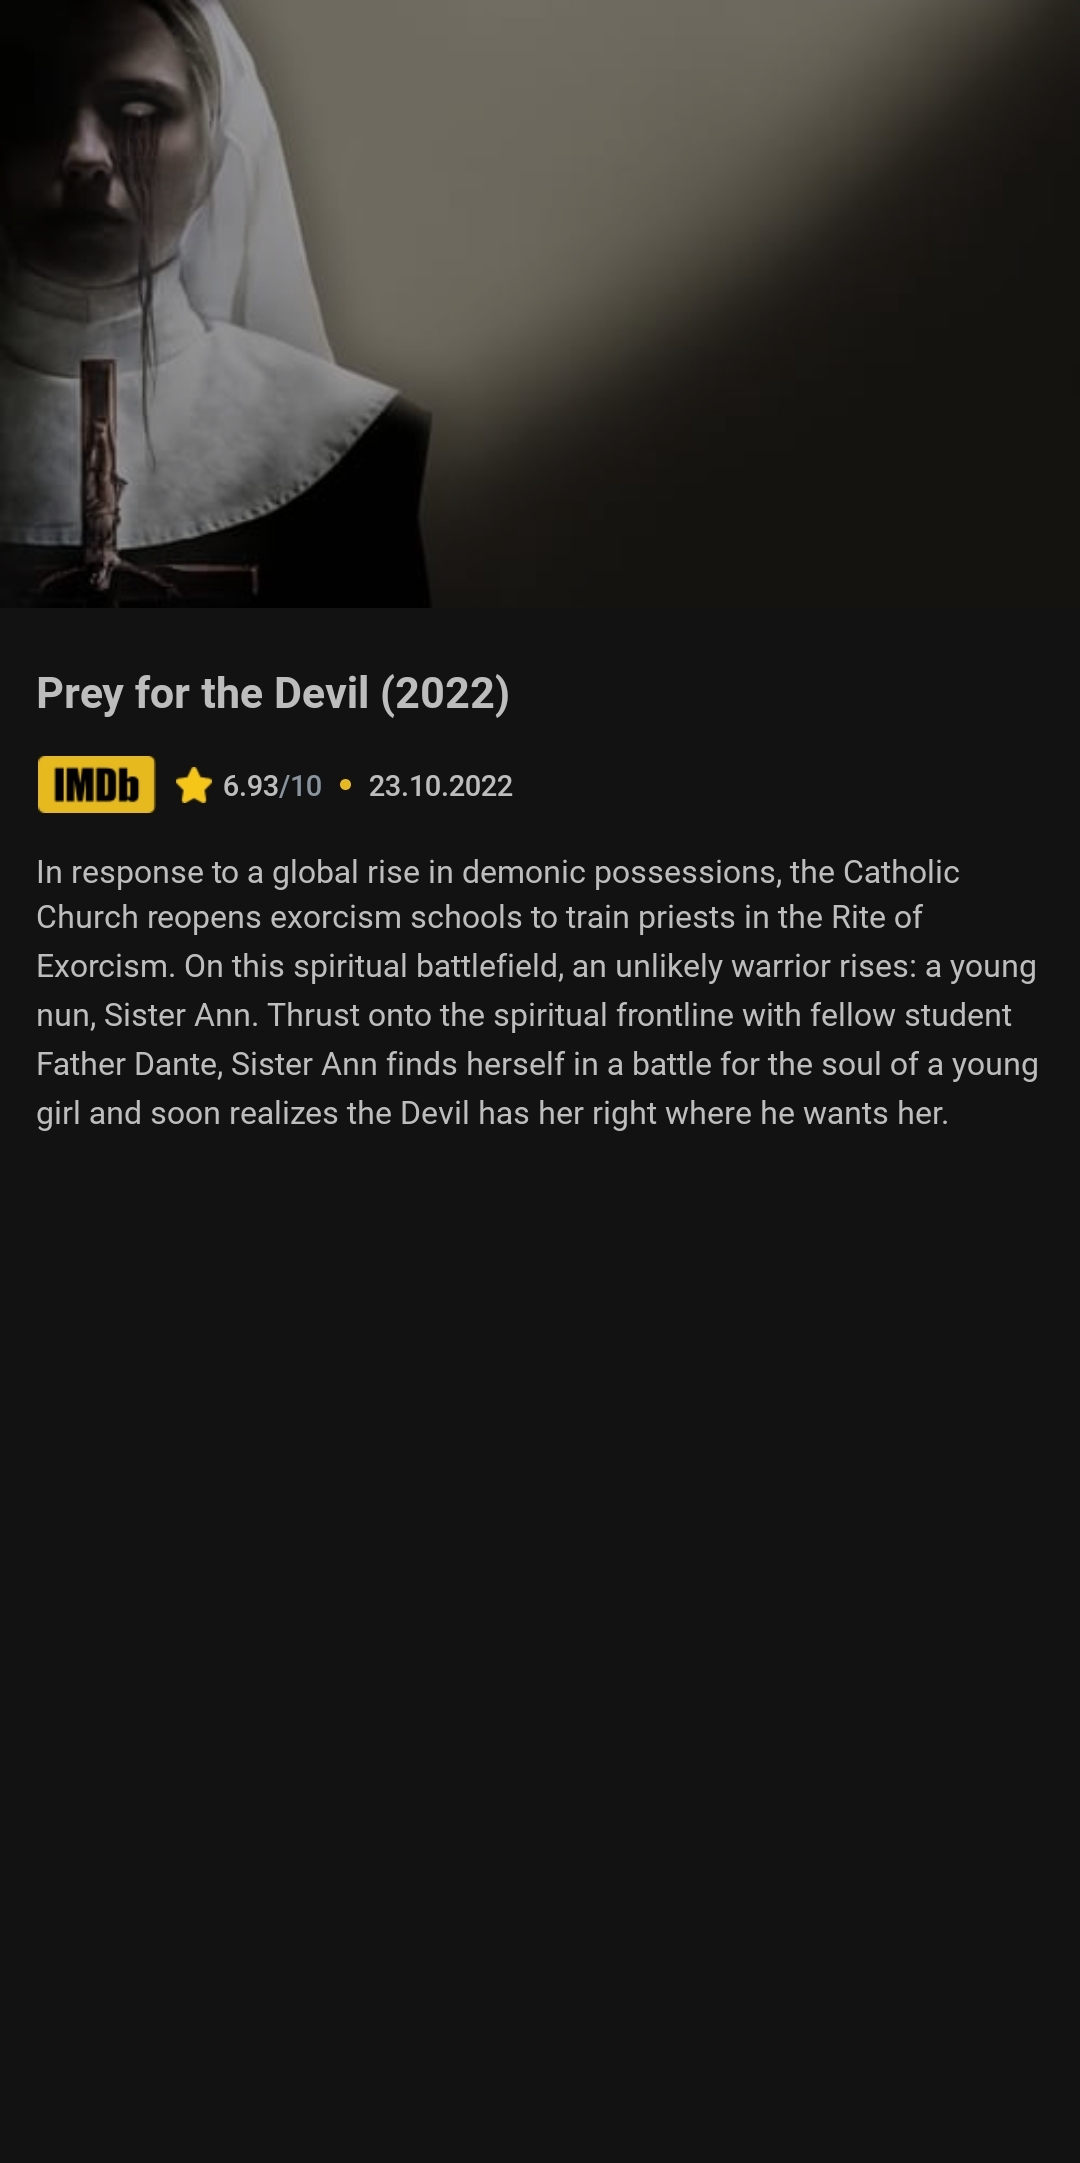 Prey for the Devil (2022)
IMDb 6.93/10 • 23.10.2022
In response to a global rise in demonic possessions, the Catholic
Church reopens exorcism schools to train priests in the Rite of
Exorcism. On this spiritual battlefield, an unlikely warrior rises: a young
nun, Sister Ann. Thrust onto the spiritual frontline with fellow student
Father Dante, Sister Ann finds herself in a battle for the soul of a young
girl and soon realizes the Devil has her right where he wants her.